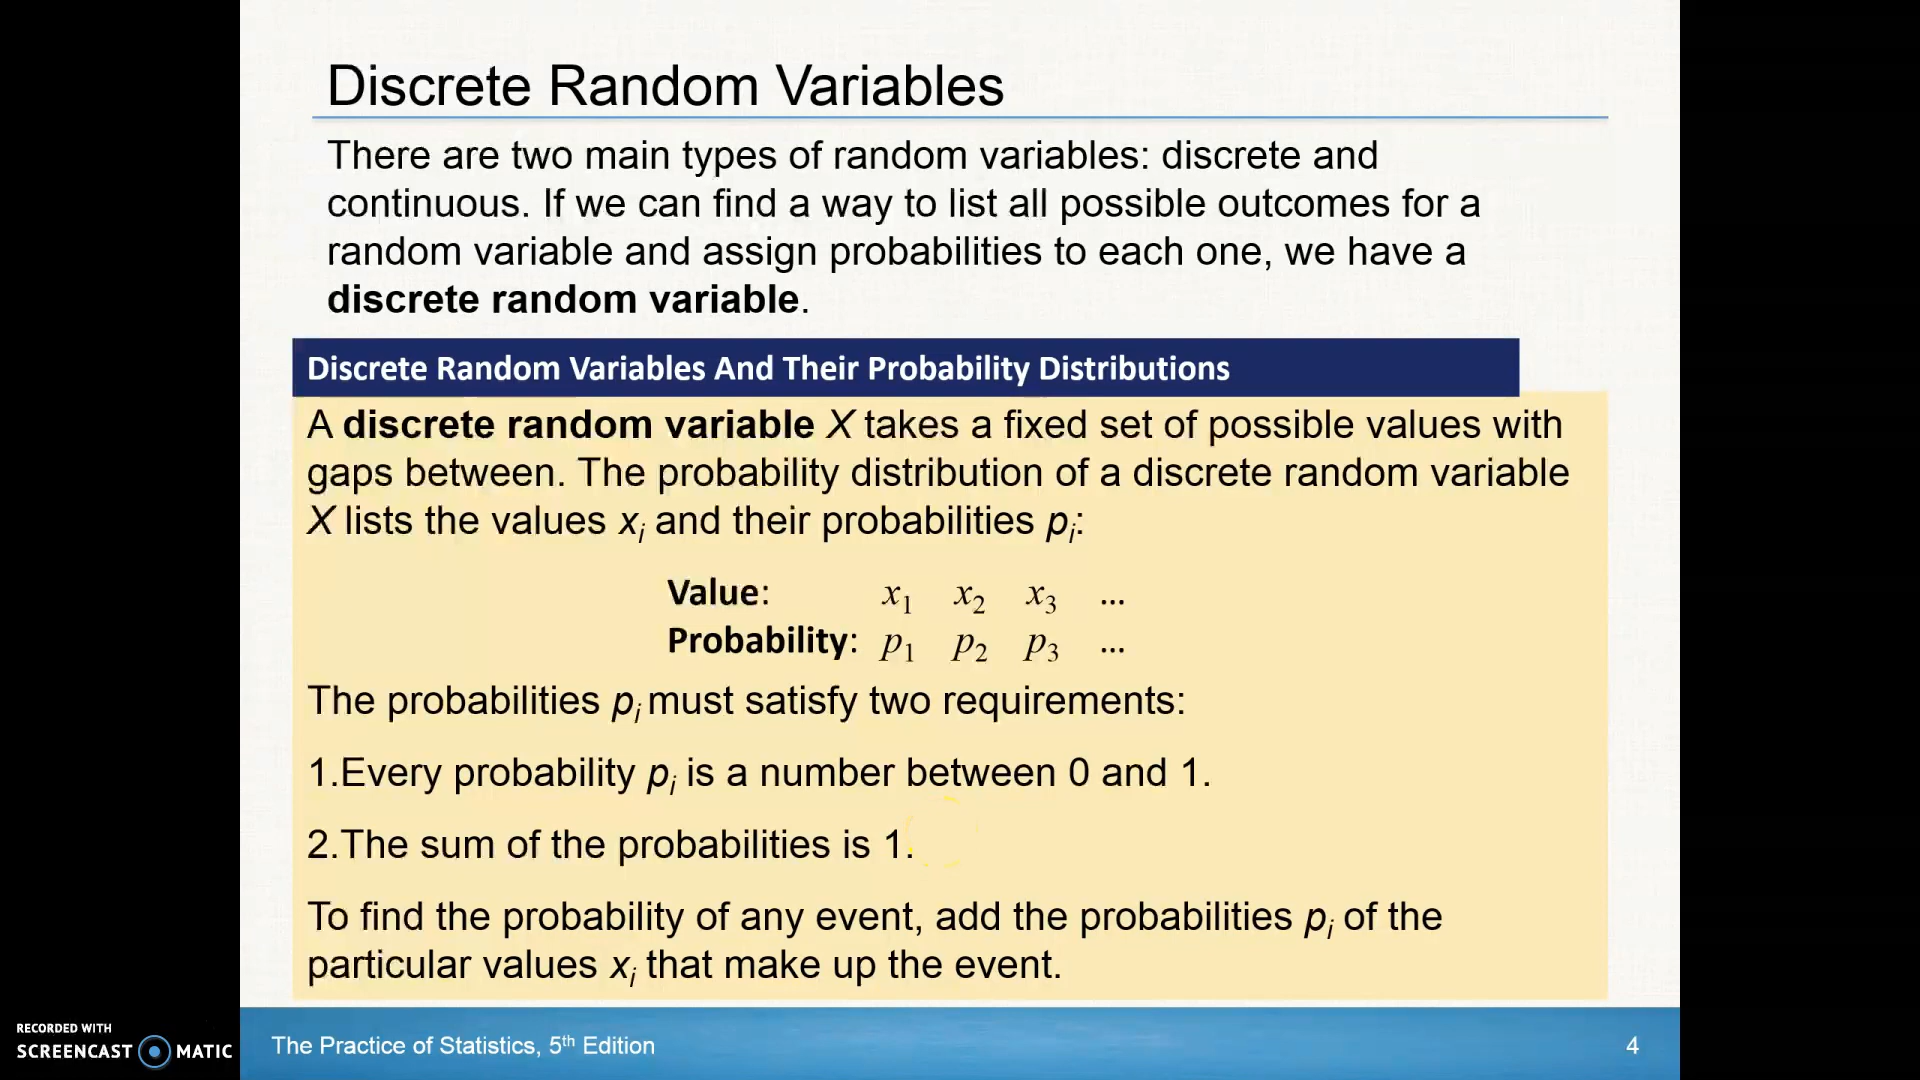 Discrete Random Variables
There are two main types of random variables: discrete and
continuous. If we can find a way to list all possible outcomes for a
random variable and assign probabilities to each one, we have a
discrete random variable.
Discrete Random Variables And Their Probability Distributions
A discrete random variable X takes a fixed set of possible values with
gaps between. The probability distribution of a discrete random variable
X lists the values xᵢ and their probabilities pᵢ:
Value: x₁ x₂ x₃ ...
Probability: p₁ p₂ p₃ ...
The probabilities pᵢ must satisfy two requirements:
1.Every probability pᵢ is a number between 0 and 1.
2.The sum of the probabilities is 1.
To find the probability of any event, add the probabilities pᵢ of the
particular values xᵢ that make up the event.
RECORDED WITH
SCREENCAST MATIC
The Practice of Statistics, 5th Edition
4